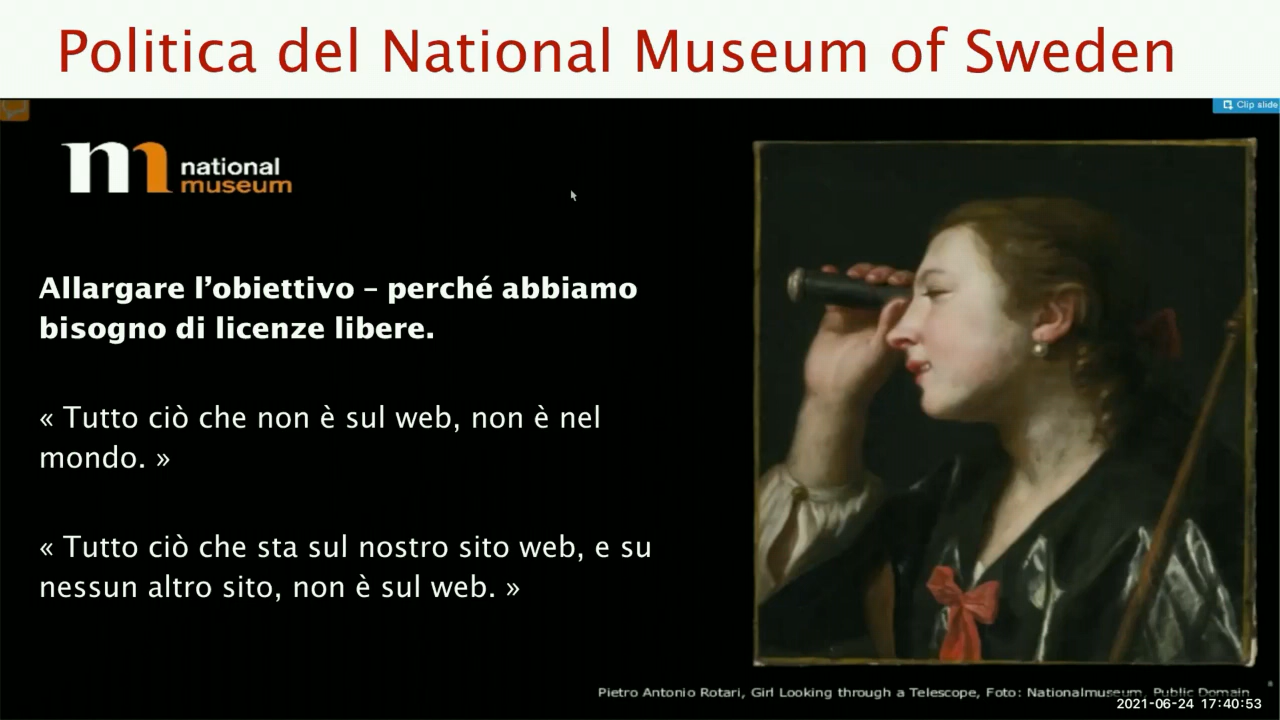 Politica del National Museum of Sweden
Clip slide
m national
museum
Allargare l’obiettivo – perché abbiamo
bisogno di licenze libere.
« Tutto ciò che non è sul web, non è nel
mondo. »
« Tutto ciò che sta sul nostro sito web, e su
nessun altro sito, non è sul web. »
Pietro Antonio Rotari, Girl Looking through a Telescope, Foto: Nationalmuseum, Public Domain
2021-06-24 17:40:53